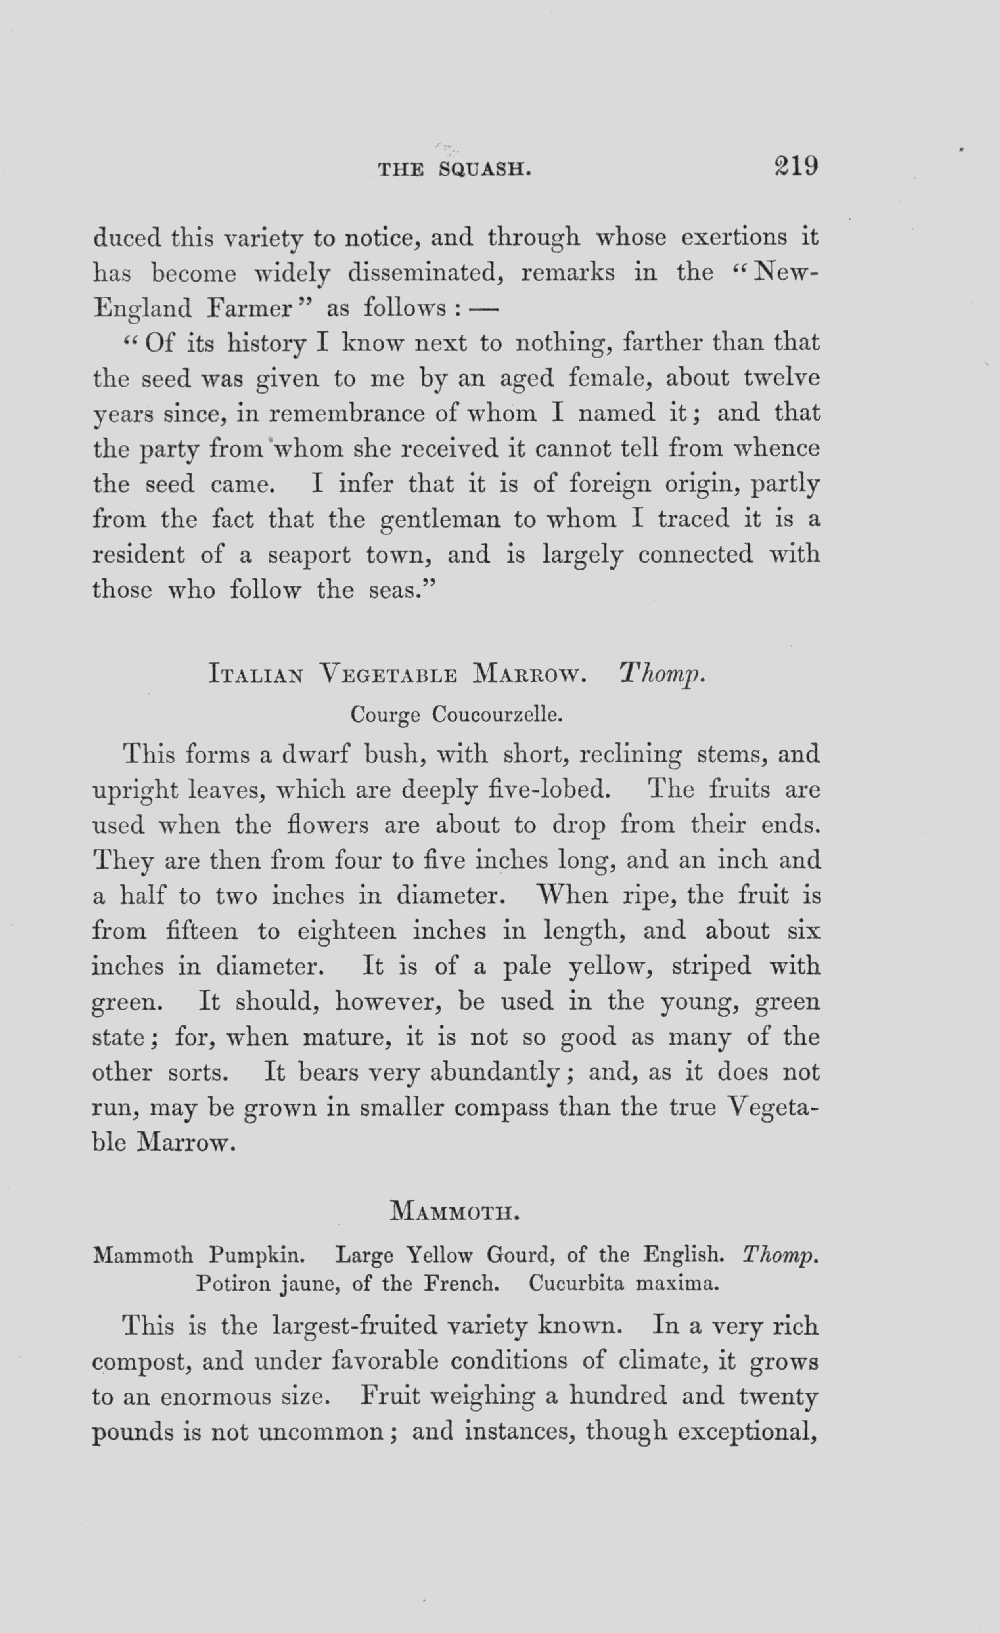 THE SQUASH. 219
duced this variety to notice, and through whose exertions it
has become widely disseminated, remarks in the “New-
England Farmer” as follows : —
“Of its history I know next to nothing, farther than that
the seed was given to me by an aged female, about twelve
years since, in remembrance of whom I named it; and that
the party from whom she received it cannot tell from whence
the seed came. I infer that it is of foreign origin, partly
from the fact that the gentleman to whom I traced it is a
resident of a seaport town, and is largely connected with
those who follow the seas.”
ITALIAN VEGETABLE MARROW. Thomp.
Courge Coucourzelle.
This forms a dwarf bush, with short, reclining stems, and
upright leaves, which are deeply five-lobed. The fruits are
used when the flowers are about to drop from their ends.
They are then from four to five inches long, and an inch and
a half to two inches in diameter. When ripe, the fruit is
from fifteen to eighteen inches in length, and about six
inches in diameter. It is of a pale yellow, striped with
green. It should, however, be used in the young, green
state; for, when mature, it is not so good as many of the
other sorts. It bears very abundantly; and, as it does not
run, may be grown in smaller compass than the true Vegeta-
ble Marrow.
MAMMOTH.
Mammoth Pumpkin. Large Yellow Gourd, of the English. Thomp.
Potiron jaune, of the French. Cucurbita maxima.
This is the largest-fruited variety known. In a very rich
compost, and under favorable conditions of climate, it grows
to an enormous size. Fruit weighing a hundred and twenty
pounds is not uncommon; and instances, though exceptional,